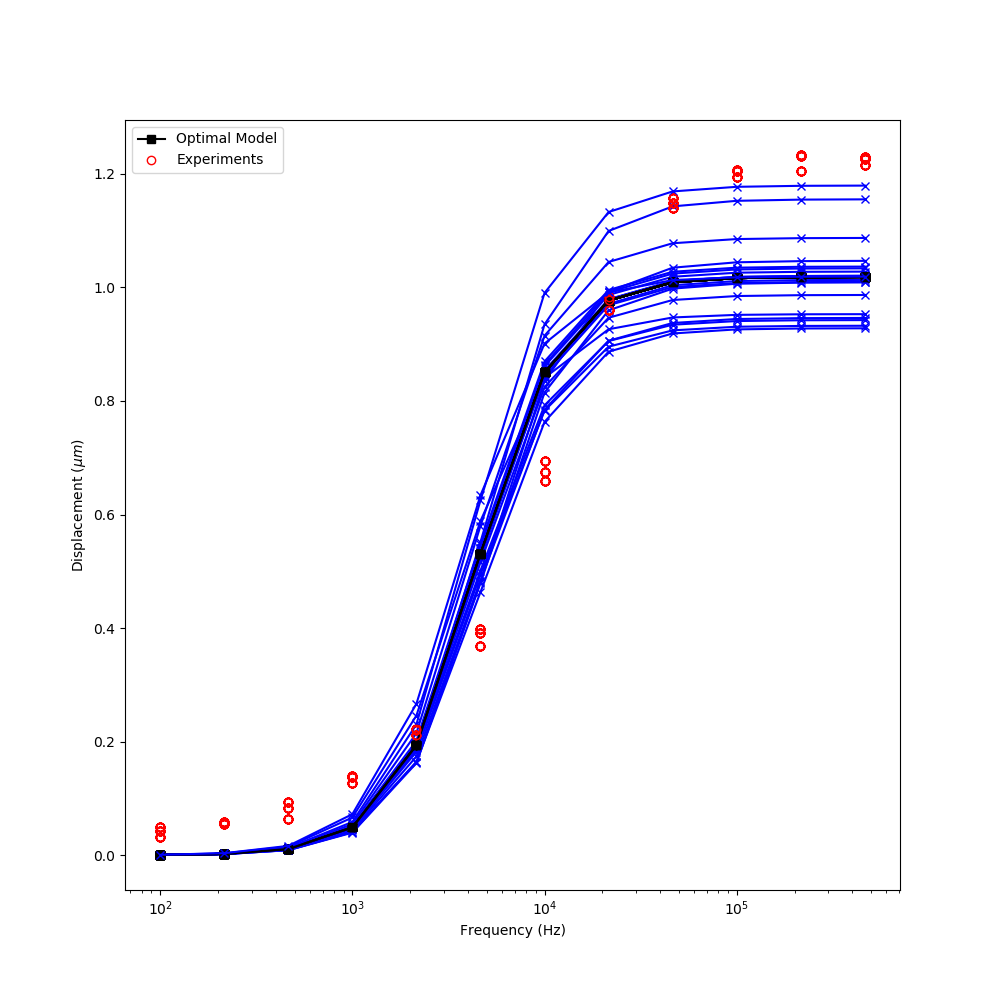 Optimal Model
Experiments
1.2
1.0
0.8
0.6
0.4
0.2
0.0
Displacement (μm)
10²
10³
10⁴
10⁵
Frequency (Hz)